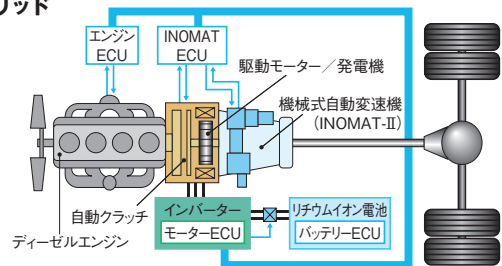 リッド
エンジン
ECU
INOMAT
ECU
駆動モーター／発電機
機械式自動変速機
（INOMAT-Ⅱ）
自動クラッチ
ディーゼルエンジン
インバーター
モーターECU
リチウムイオン電池
バッテリーECU